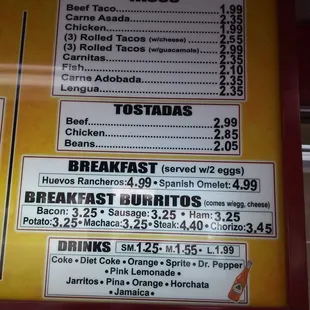 TACOS
Beef Taco 1.99
Carne Asada 2.35
Chicken 1.99
(3) Rolled Tacos (w/cheese) 2.55
(3) Rolled Tacos (w/guacamole) 2.99
Carnitas 2.35
Fish 2.10
Carne Adobada 2.35
Lengua 2.35
TOSTADAS
Beef 2.99
Chicken 2.85
Beans 2.05
BREAKFAST (served w/2 eggs)
Huevos Rancheros: 4.99 • Spanish Omelet: 4.99
BREAKFAST BURRITOS (comes w/egg, cheese)
Bacon: 3.25 • Sausage: 3.25 • Ham: 3.25
Potato: 3.25 • Machaca: 3.25 • Steak: 4.40 • Chorizo: 3.45
DRINKS SM. 1.25 • M. 1.55 • L. 1.99
Coke • Diet Coke • Orange • Sprite • Dr. Pepper
• Pink Lemonade •
Jarritos • Pina • Orange • Horchata
• Jamaica •